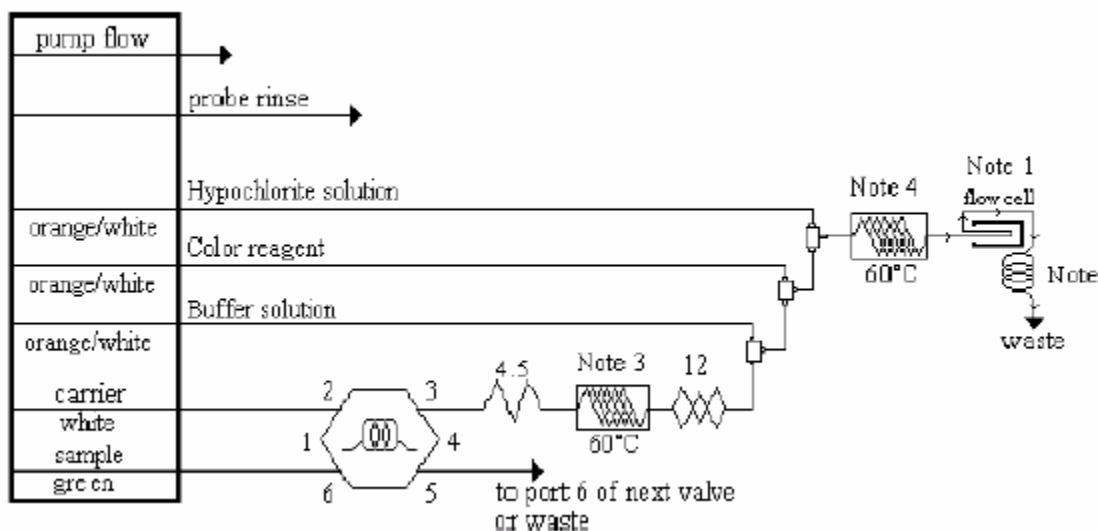 pump flow
probe rinse
Hypochlorite solution
orange/white
Color reagent
orange/white
Buffer solution
orange/white
carrier
white
sample
green
1
2
3
4
5
6
4.5
Note 3
60°C
12
Note 4
60°C
Note 1
flow cell
Note
waste
to port 6 of next valve
or waste